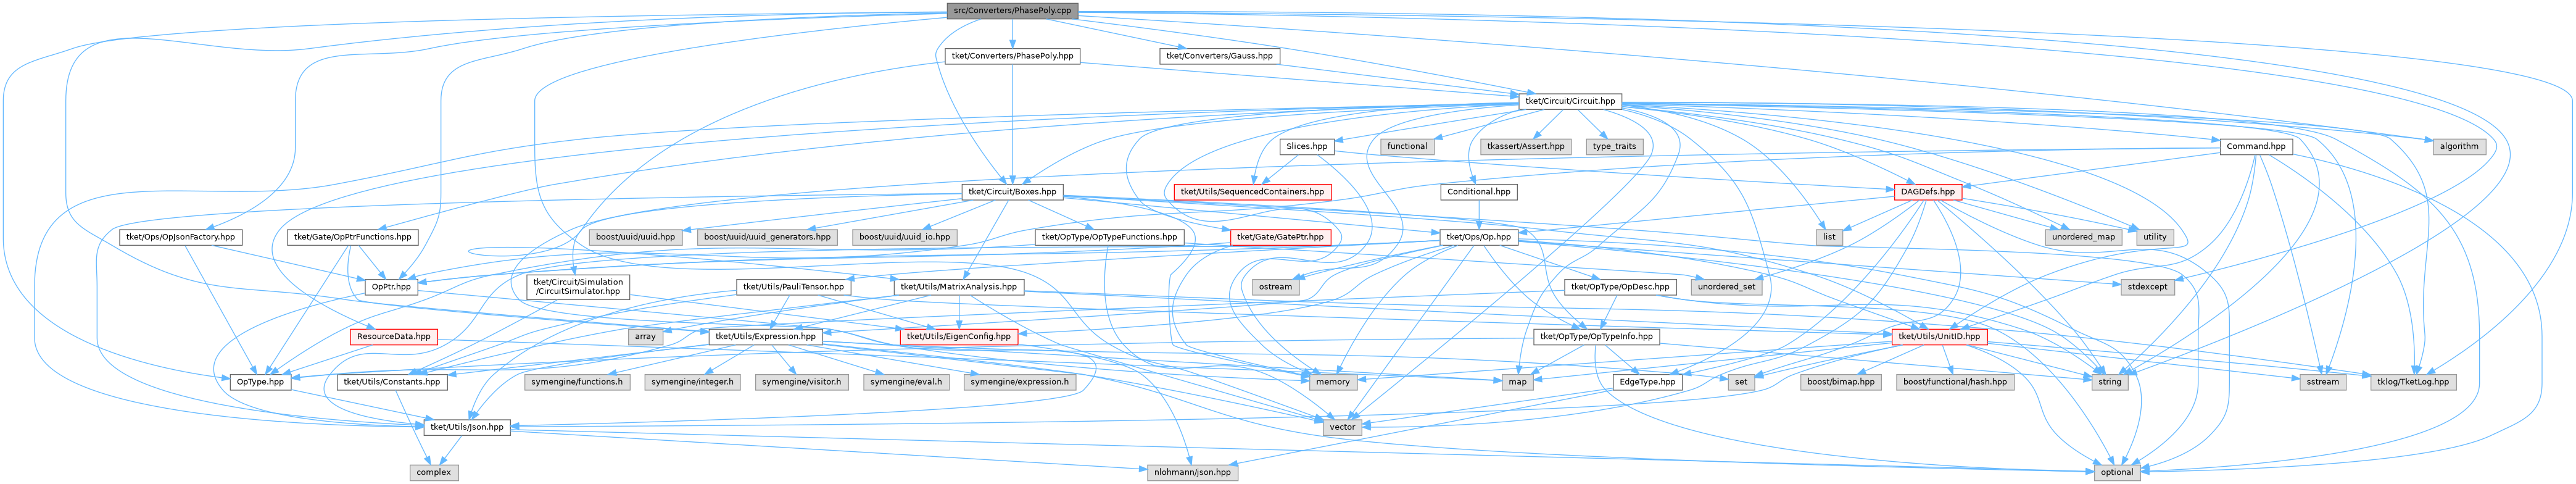 src/Converters/PhasePoly.cpp
tket/Converters/PhasePoly.hpp
tket/Converters/Gauss.hpp
tket/Circuit/Circuit.hpp
Slices.hpp
functional
tkassert/Assert.hpp
type_traits
Command.hpp
algorithm
tket/Circuit/Boxes.hpp
tket/Utils/SequencedContainers.hpp
Conditional.hpp
DAGDefs.hpp
tket/Ops/OpJsonFactory.hpp
tket/Gate/OpPtrFunctions.hpp
boost/uuid/uuid.hpp
boost/uuid/uuid_generators.hpp
boost/uuid/uuid_io.hpp
tket/OpType/OpTypeFunctions.hpp
tket/Gate/GatePtr.hpp
tket/Ops/Op.hpp
list
unordered_map
utility
OpPtr.hpp
tket/Circuit/Simulation
/CircuitSimulator.hpp
tket/Utils/PauliTensor.hpp
tket/Utils/MatrixAnalysis.hpp
ostream
tket/OpType/OpDesc.hpp
unordered_set
stdexcept
ResourceData.hpp
array
tket/Utils/Expression.hpp
tket/Utils/EigenConfig.hpp
tket/OpType/OpTypeInfo.hpp
tket/Utils/UnitID.hpp
OpType.hpp
tket/Utils/Constants.hpp
symengine/functions.h
symengine/integer.h
symengine/visitor.h
symengine/eval.h
symengine/expression.h
memory
map
EdgeType.hpp
set
boost/bimap.hpp
boost/functional/hash.hpp
string
sstream
tklog/TketLog.hpp
tket/Utils/Json.hpp
vector
complex
nlohmann/json.hpp
optional